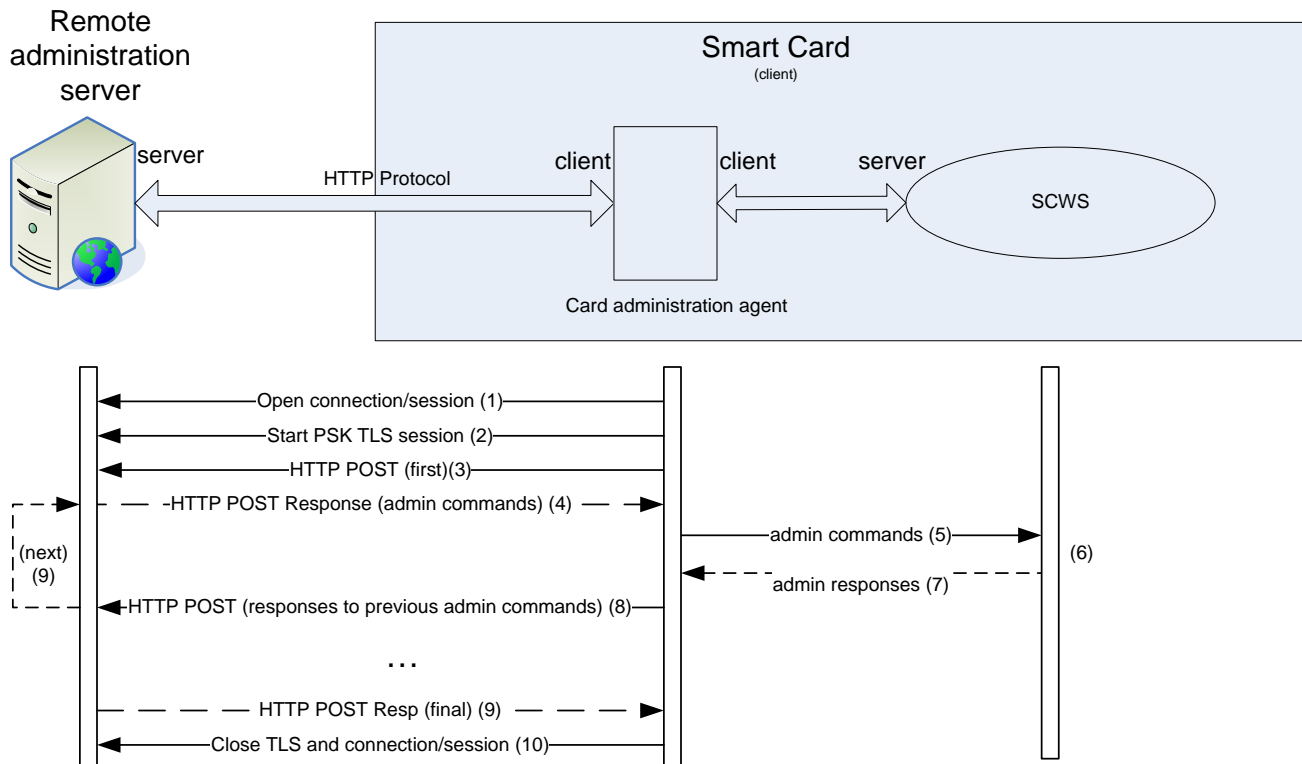 Remote
administration
server
Smart Card
(client)
server
HTTP Protocol
client
client
server
SCWS
Card administration agent
Open connection/session (1)
Start PSK TLS session (2)
HTTP POST (first)(3)
HTTP POST Response (admin commands) (4)
admin commands (5)
(next)
(9)
(6)
admin responses (7)
HTTP POST (responses to previous admin commands) (8)
...
HTTP POST Resp (final) (9)
Close TLS and connection/session (10)